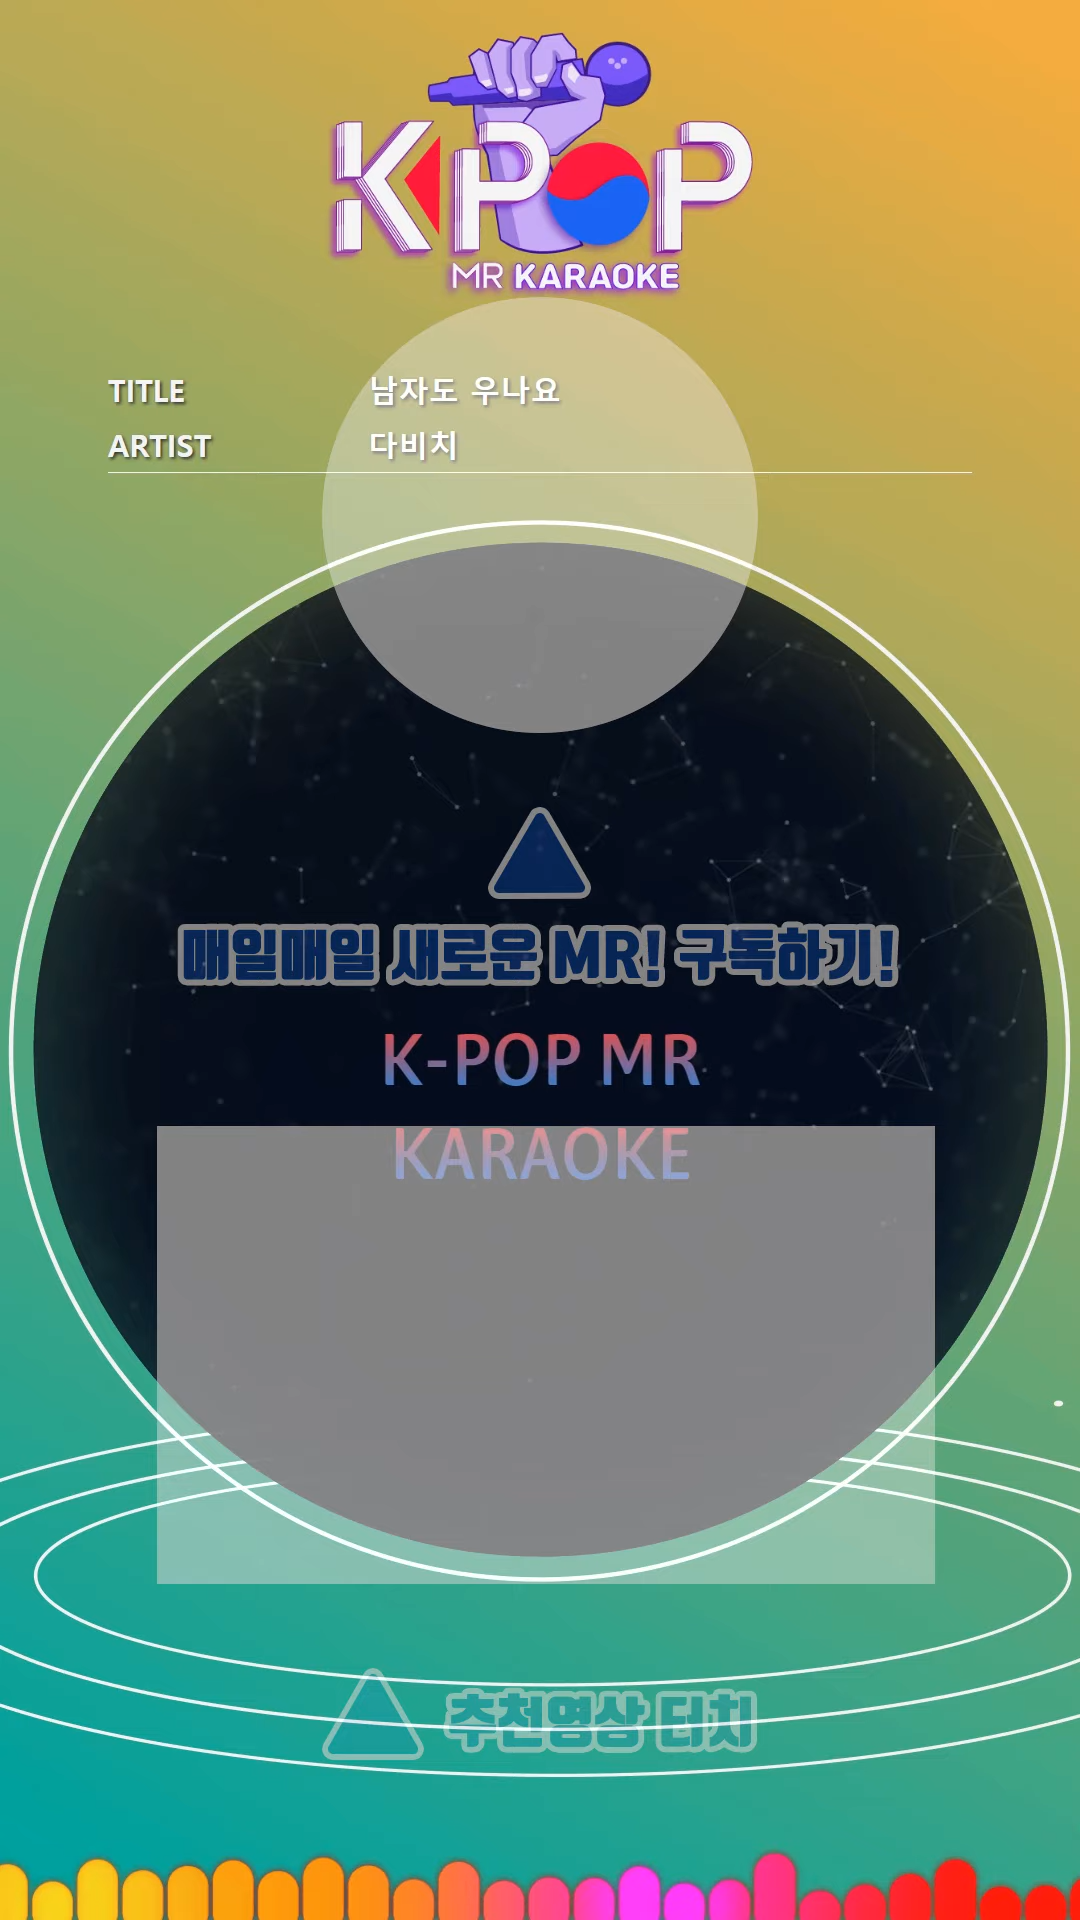 KPOP
MR KARAOKE
TITLE 남자도 우나요
ARTIST 다비치
매일매일 새로운 MR! 구독하기!
K-POP MR
KARAOKE
추천영상 터치